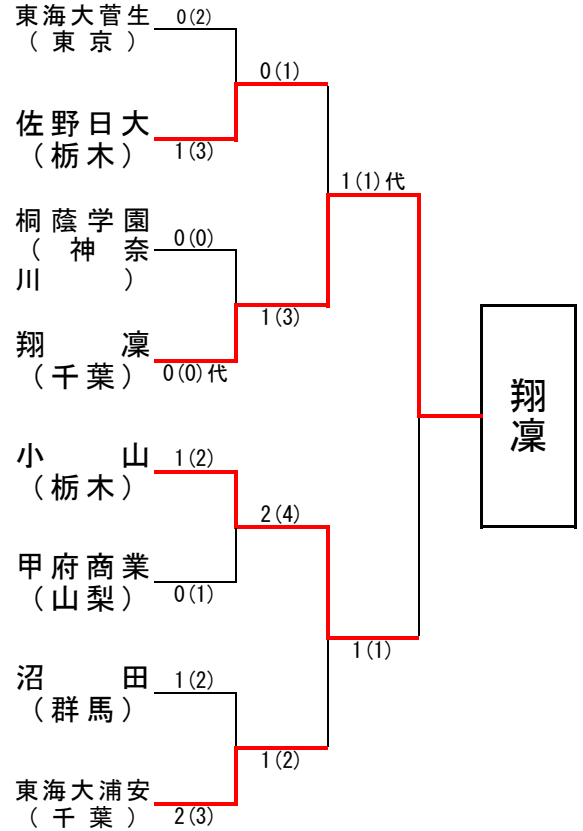 東海大菅生
(東京)
0(2)
0(1)
佐野日大
(栃木)
1(3)
1(1)代
桐蔭学園
(神奈
川)
0(0)
1(3)
翔凜
(千葉)
0(0)代
翔
凜
小山
(栃木)
1(2)
2(4)
甲府商業
(山梨)
0(1)
1(1)
沼田
(群馬)
1(2)
1(2)
東海大浦安
(千葉)
2(3)